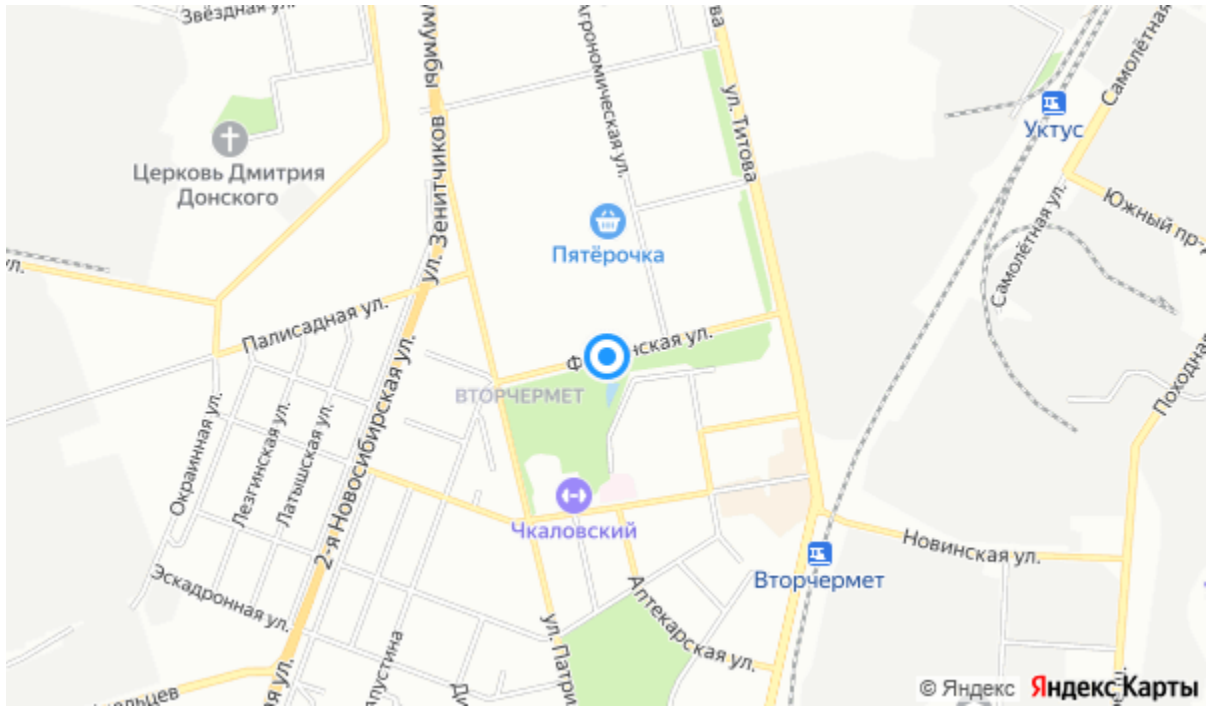 Звёздная ул.
Агрономическая ул.
ул. Титова
Самолётная
Уктус
Церковь Дмитрия
Донского
ул. Зенитчиков
Пятёрочка
Южный пр-д
Самолётная ул.
Палисадная ул.
2-я Новосибирская ул.
ВТОРЧЕРМЕТ
Походная
Окраинная ул.
Лезгинская ул.
Латышская ул.
Чкаловский
Новинская ул.
Вторчермет
Эскадронная ул.
Аптекарская ул.
© Яндекс Яндекс Карты